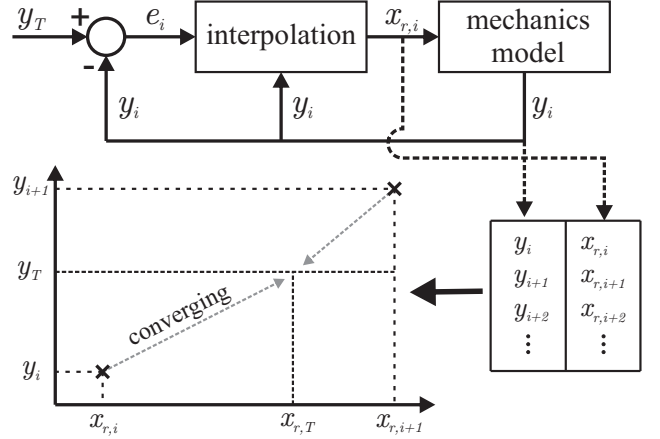 y_T + e_i interpolation x_{r,i} mechanics model
-
y_i y_i y_i
y_i x_{r,i}
y_{i+1} x_{r,i+1}
y_{i+2} x_{r,i+2}
⋮ ⋮
y_{i+1}
y_T
converging
y_i
x_{r,i} x_{r,T} x_{r,i+1}